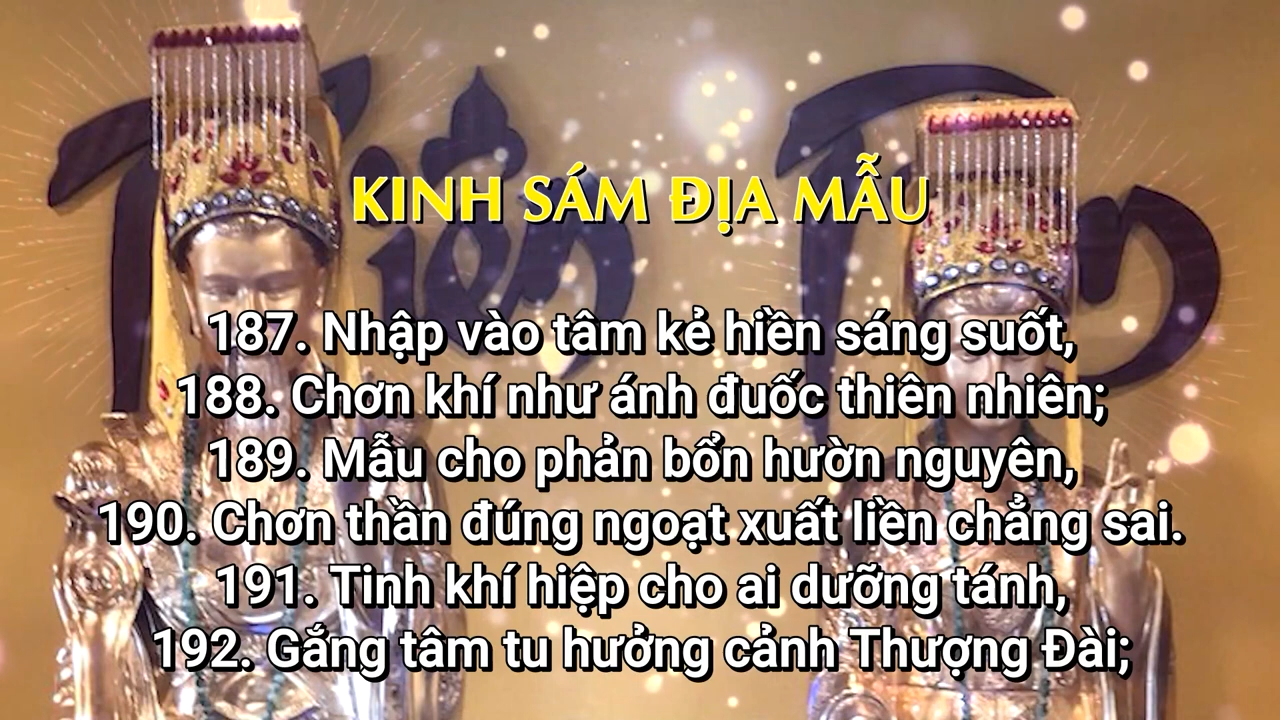 KINH SÁM ĐỊA MẪU
187. Nhập vào tâm kẻ hiền sáng suốt,
188. Chơn khí như ánh đuốc thiên nhiên;
189. Mẫu cho phản bổn hườn nguyên,
190. Chơn thần đúng ngoạt xuất liền chẳng sai.
191. Tinh khí hiệp cho ai dưỡng tánh,
192. Gắng tâm tu hưởng cảnh Thượng Đài;